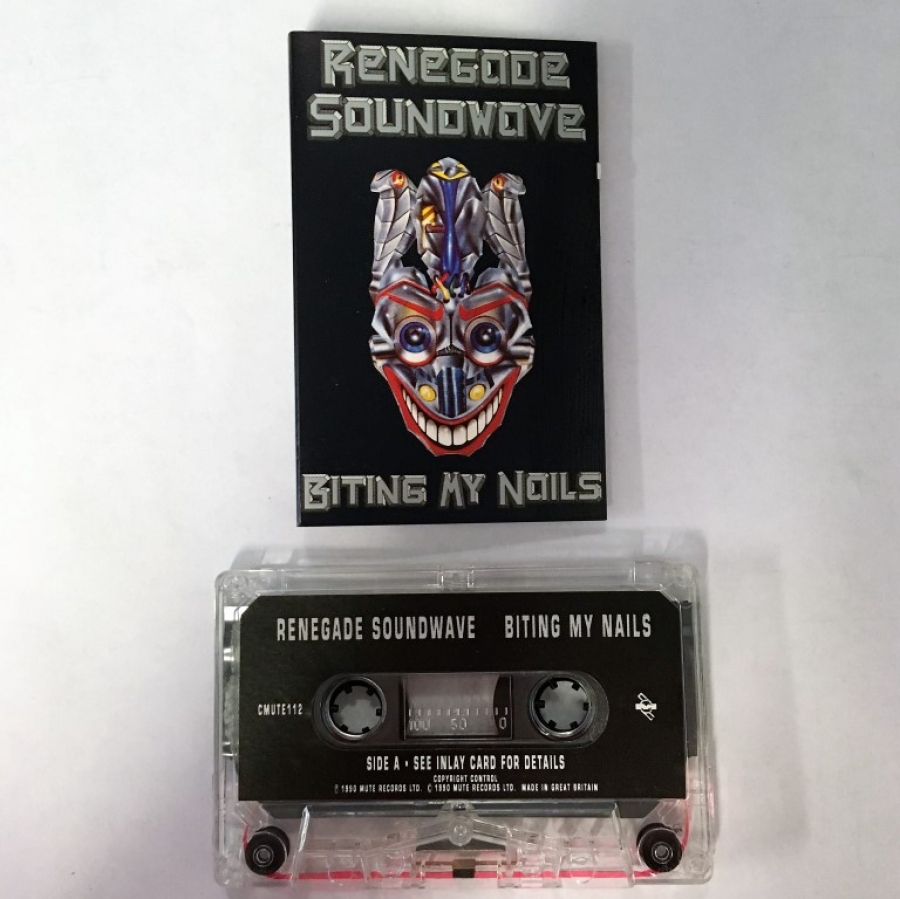 RENEGADE
SOUNDWAVE
BITING MY NAILS
RENEGADE SOUNDWAVE BITING MY NAILS
CMUTE112
100 50 0
SIDE A • SEE INLAY CARD FOR DETAILS
COPYRIGHT CONTROL
℗ 1990 MUTE RECORDS LTD. © 1990 MUTE RECORDS LTD. MADE IN GREAT BRITAIN